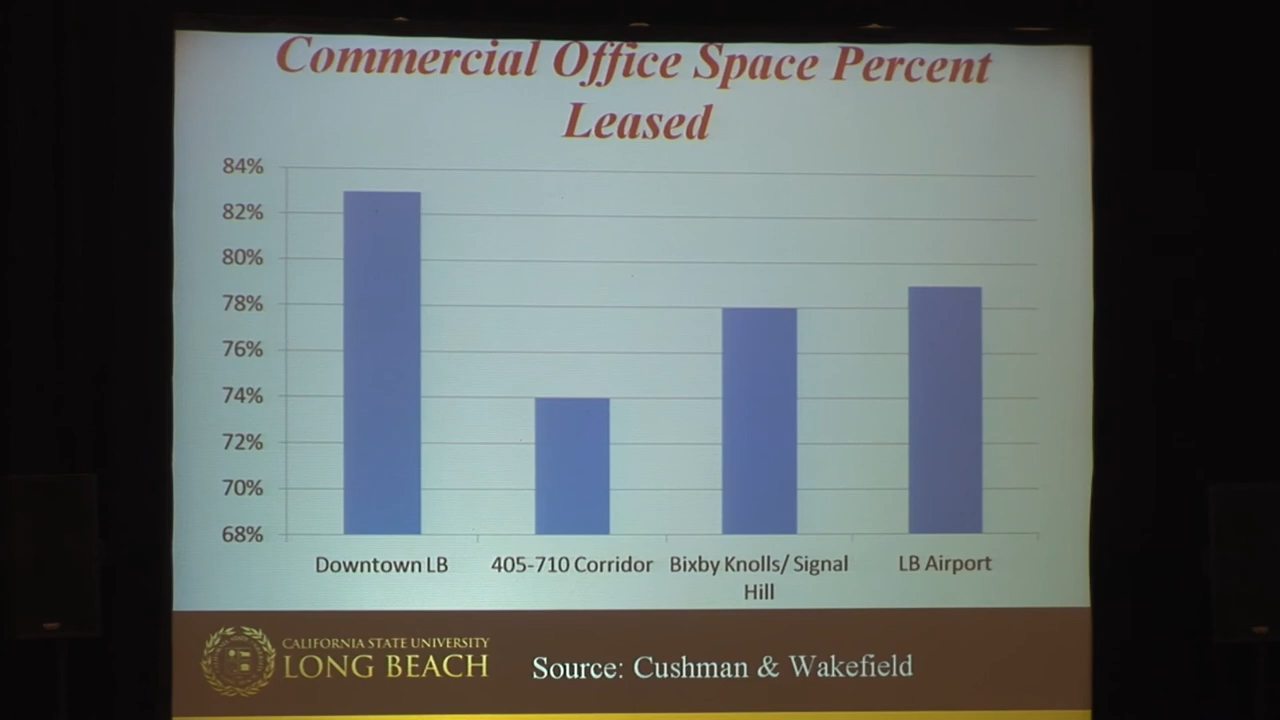 Commercial Office Space Percent
Leased
84%
82%
80%
78%
76%
74%
72%
70%
68%
Downtown LB
405-710 Corridor
Bixby Knolls/ Signal
Hill
LB Airport
CALIFORNIA STATE UNIVERSITY
LONG BEACH
Source: Cushman & Wakefield